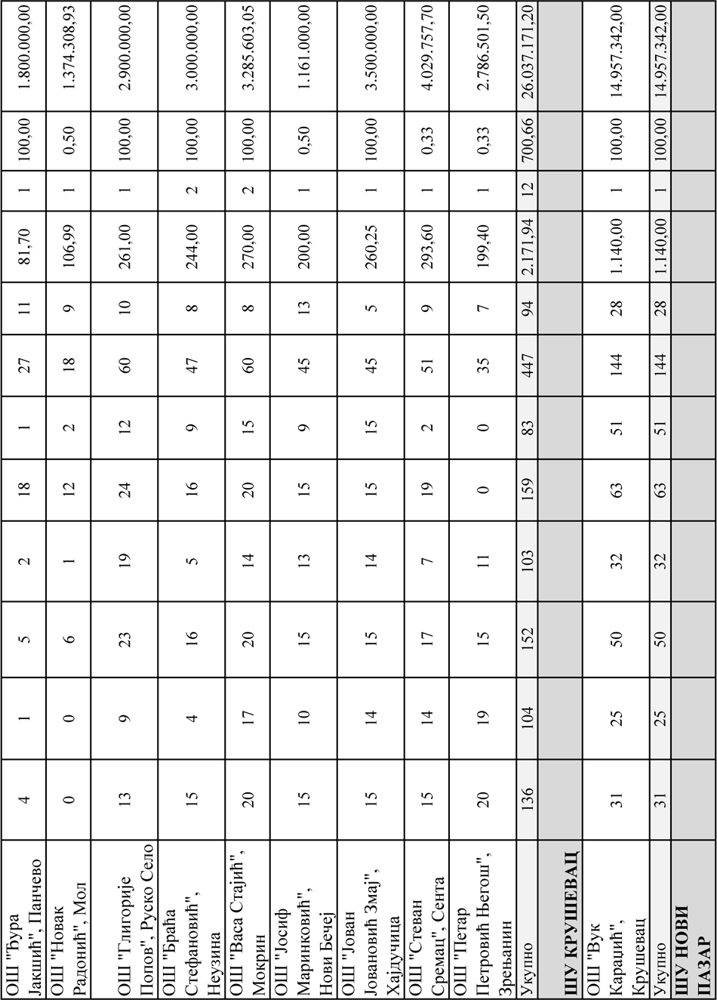 ОШ "Ђура
Јакшић", Панчево
4 1 5 2 18 1 27 11 81,70 1 100,00 1.800.000,00
ОШ "Новак
Радонић", Мол
0 0 6 1 12 2 18 9 106,99 1 0,50 1.374.308,93
ОШ "Глигорије
Попов", Руско Село
13 9 23 19 24 12 60 10 261,00 1 100,00 2.900.000,00
ОШ "Браћа
Стефановић",
Неузина
15 4 16 5 16 9 47 8 244,00 2 100,00 3.000.000,00
ОШ "Васа Стајић",
Мокрин
20 17 20 14 20 15 60 8 270,00 2 100,00 3.285.603,05
ОШ "Јосиф
Маринковић",
Нови Бечеј
15 10 15 13 15 9 45 13 200,00 1 0,50 1.161.000,00
ОШ "Јован
Јовановић Змај",
Хајдучица
15 14 15 14 15 15 45 5 260,25 1 100,00 3.500.000,00
ОШ "Стеван
Сремац", Сента
15 14 17 7 19 2 51 9 293,60 1 0,33 4.029.757,70
ОШ "Петар
Петровић Његош",
Зрењанин
20 19 15 11 0 0 35 7 199,40 1 0,33 2.786.501,50
Укупно 136 104 152 103 159 83 447 94 2.171,94 12 700,66 26.037.171,20
ШУ КРУШЕВАЦ
ОШ "Вук
Караџић",
Крушевац
31 25 50 32 63 51 144 28 1.140,00 1 100,00 14.957.342,00
Укупно 31 25 50 32 63 51 144 28 1.140,00 1 100,00 14.957.342,00
ШУ НОВИ
ПАЗАР